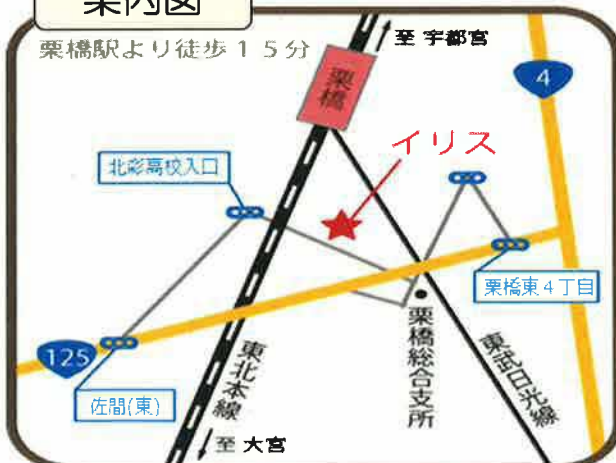 案内図
栗橋駅より徒歩15分
至 宇都宮
4
栗橋
イリス
北彩高校入口
栗橋東4丁目
125
佐間(東)
東北本線
栗橋総合支所
東武日光線
至 大宮